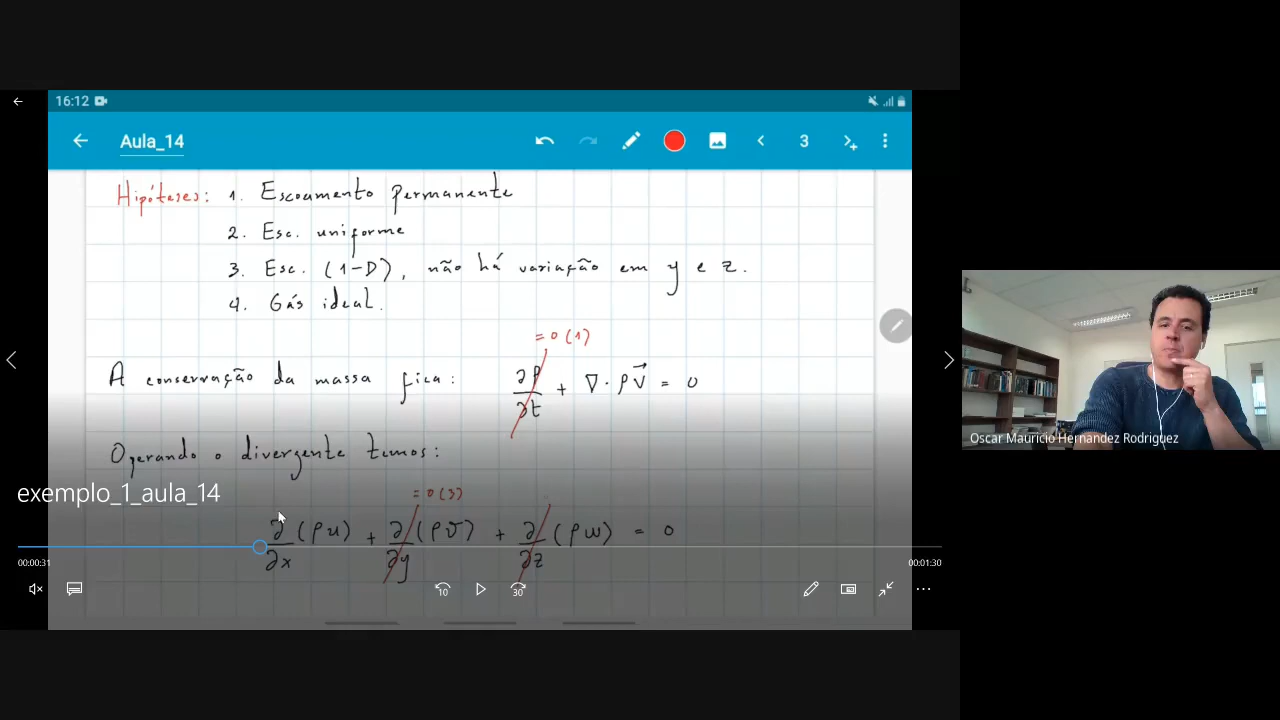 16:12
Aula_14
3
Hipóteses: 1. Escoamento permanente
2. Esc. uniforme
3. Esc. (1-D), não há variação em y e z.
4. Gás ideal.
= 0 (1)
A conservação da massa fica: ∂ρ/∂t + ∇·ρV⃗ = 0
Operando o divergente temos:
exemplo_1_aula_14
= 0 (3)
∂/∂x (ρu) + ∂/∂y (ρv) + ∂/∂z (ρw) = 0
00:00:31
00:01:30
10
30
Oscar Mauricio Hernandez Rodriguez